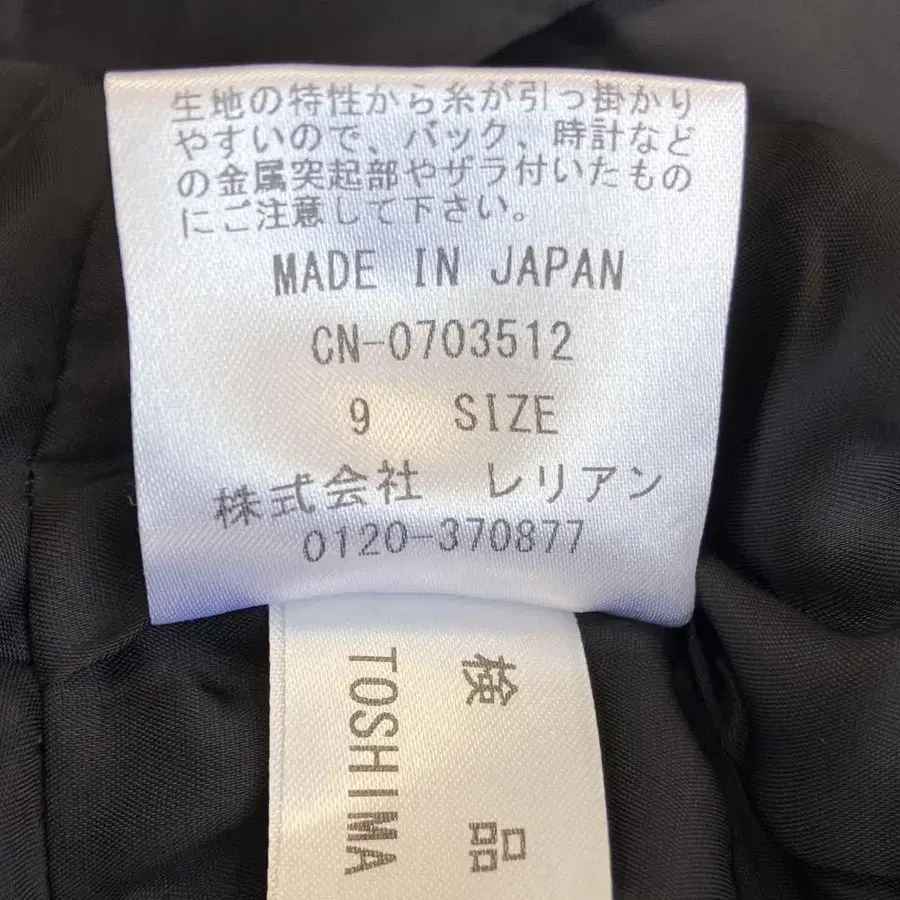 生地の特性から糸が引っ掛かり
やすいので、バック、時計など
の金属突起部やザラ付いたもの
にご注意して下さい。
MADE IN JAPAN
CN-0703512
9 SIZE
株式会社 レリアン
0120-370877
検品
TOSHIMA